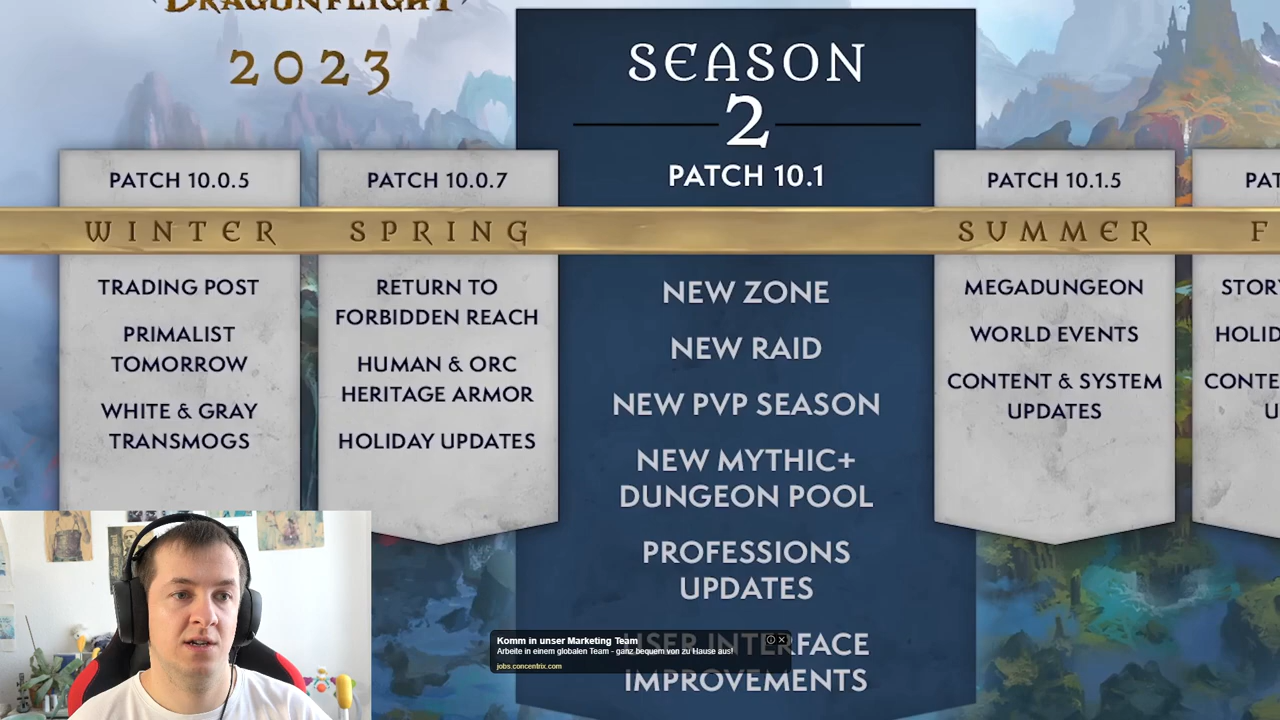 DRAGONFLIGHT
2023
SEASON
2
PATCH 10.1
PATCH 10.0.5
PATCH 10.0.7
PATCH 10.1.5
WINTER
SPRING
SUMMER
TRADING POST
PRIMALIST
TOMORROW
WHITE & GRAY
TRANSMOGS
RETURN TO
FORBIDDEN REACH
HUMAN & ORC
HERITAGE ARMOR
HOLIDAY UPDATES
NEW ZONE
NEW RAID
NEW PVP SEASON
NEW MYTHIC+
DUNGEON POOL
PROFESSIONS
UPDATES
USER INTERFACE
IMPROVEMENTS
MEGADUNGEON
WORLD EVENTS
CONTENT & SYSTEM
UPDATES
Komm in unser Marketing Team
Arbeite in einem globalen Team - ganz bequem von zu Hause aus!
jobs.concentrix.com